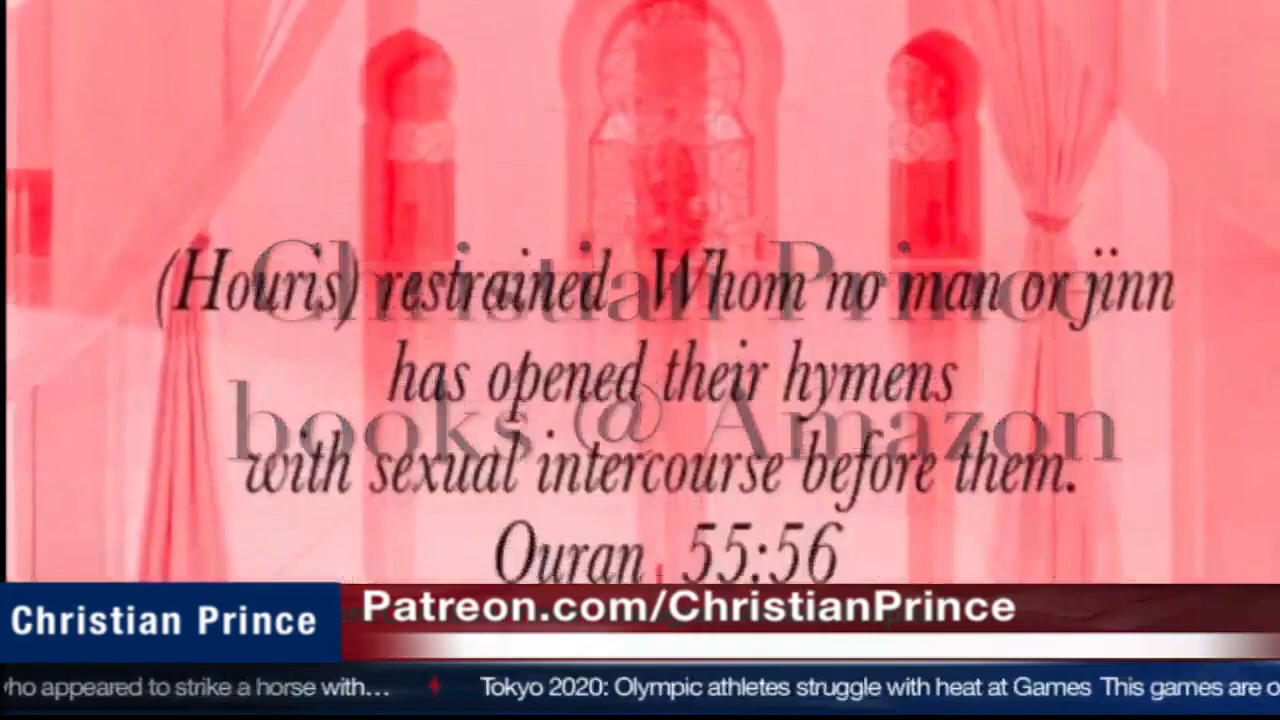 (Houris) restrained Whom no man or jinn
has opened their hymens
with sexual intercourse before them.
Quran 55:56
Christian Prince
books @ Amazon
Christian Prince
Patreon.com/ChristianPrince
who appeared to strike a horse with… Tokyo 2020: Olympic athletes struggle with heat at Games This games are o